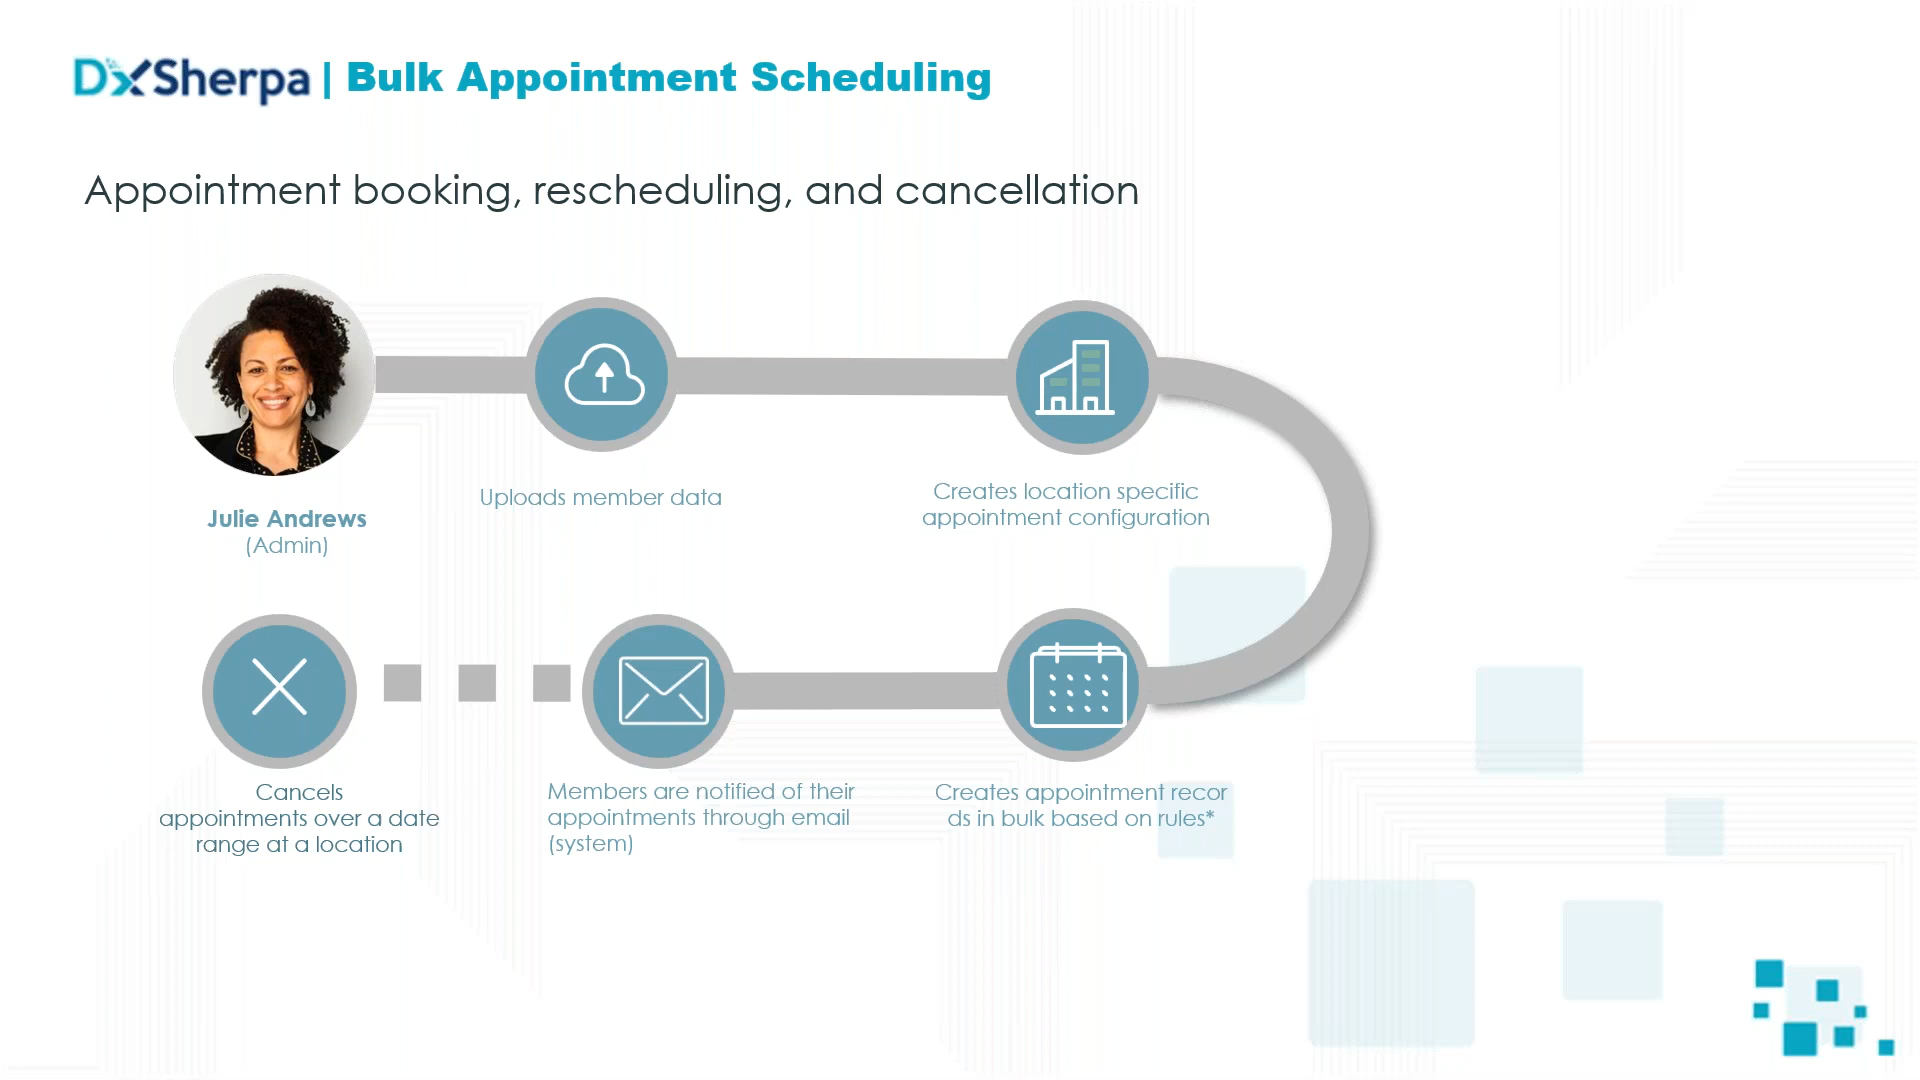 DxSherpa | Bulk Appointment Scheduling
Appointment booking, rescheduling, and cancellation
Julie Andrews
(Admin)
Uploads member data
Creates location specific
appointment configuration
Cancels
appointments over a date
range at a location
Members are notified of their
appointments through email
(system)
Creates appointment recor
ds in bulk based on rules*